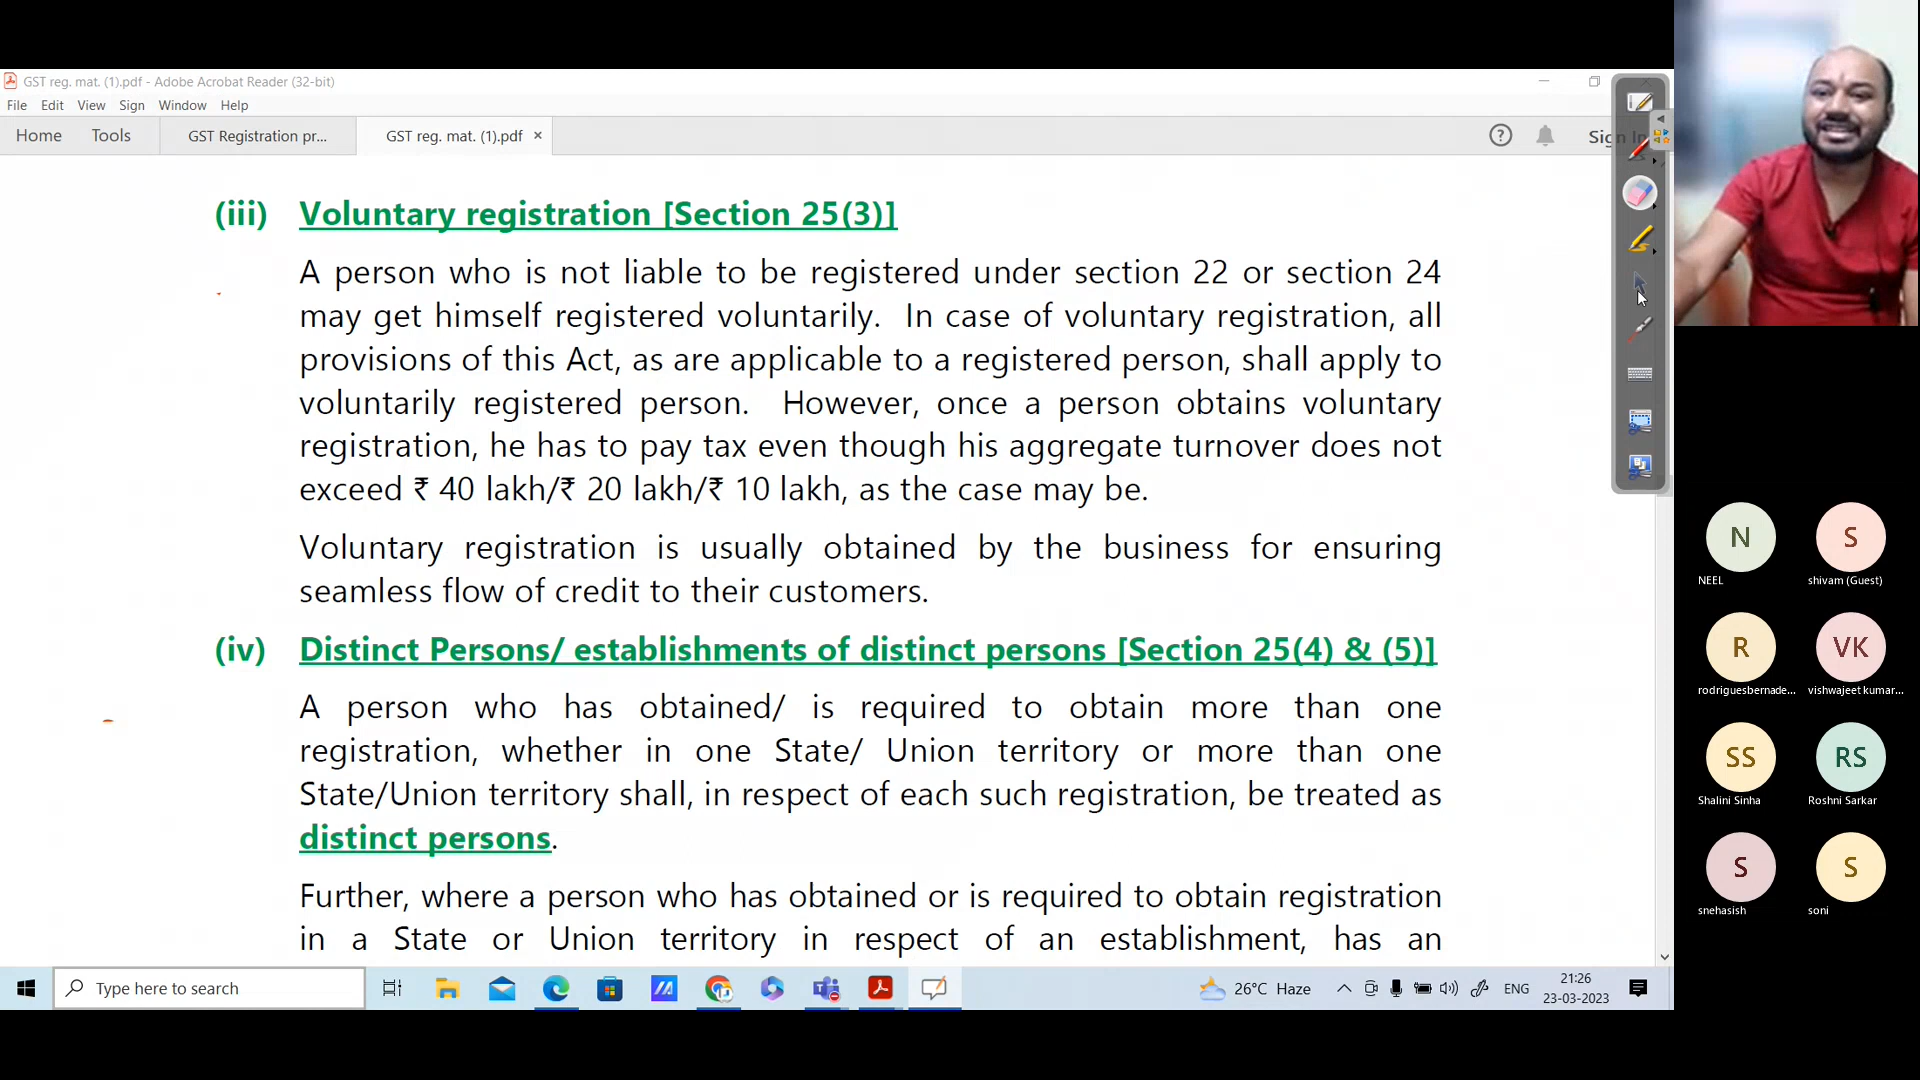 GST reg. mat. (1).pdf - Adobe Acrobat Reader (32-bit)
File Edit View Sign Window Help
Home Tools GST Registration pr... GST reg. mat. (1).pdf × Sign In
(iii) Voluntary registration [Section 25(3)]
A person who is not liable to be registered under section 22 or section 24
may get himself registered voluntarily. In case of voluntary registration, all
provisions of this Act, as are applicable to a registered person, shall apply to
voluntarily registered person. However, once a person obtains voluntary
registration, he has to pay tax even though his aggregate turnover does not
exceed ₹ 40 lakh/₹ 20 lakh/₹ 10 lakh, as the case may be.
Voluntary registration is usually obtained by the business for ensuring
seamless flow of credit to their customers.
(iv) Distinct Persons/ establishments of distinct persons [Section 25(4) & (5)]
A person who has obtained/ is required to obtain more than one
registration, whether in one State/ Union territory or more than one
State/Union territory shall, in respect of each such registration, be treated as
distinct persons.
Further, where a person who has obtained or is required to obtain registration
in a State or Union territory in respect of an establishment, has an
N S
NEEL shivam (Guest)
R VK
rodriguesbernade... vishwajeet kumar...
SS RS
Shalini Sinha Roshni Sarkar
S S
snehasish soni
Type here to search 26°C Haze ENG 21:26
23-03-2023